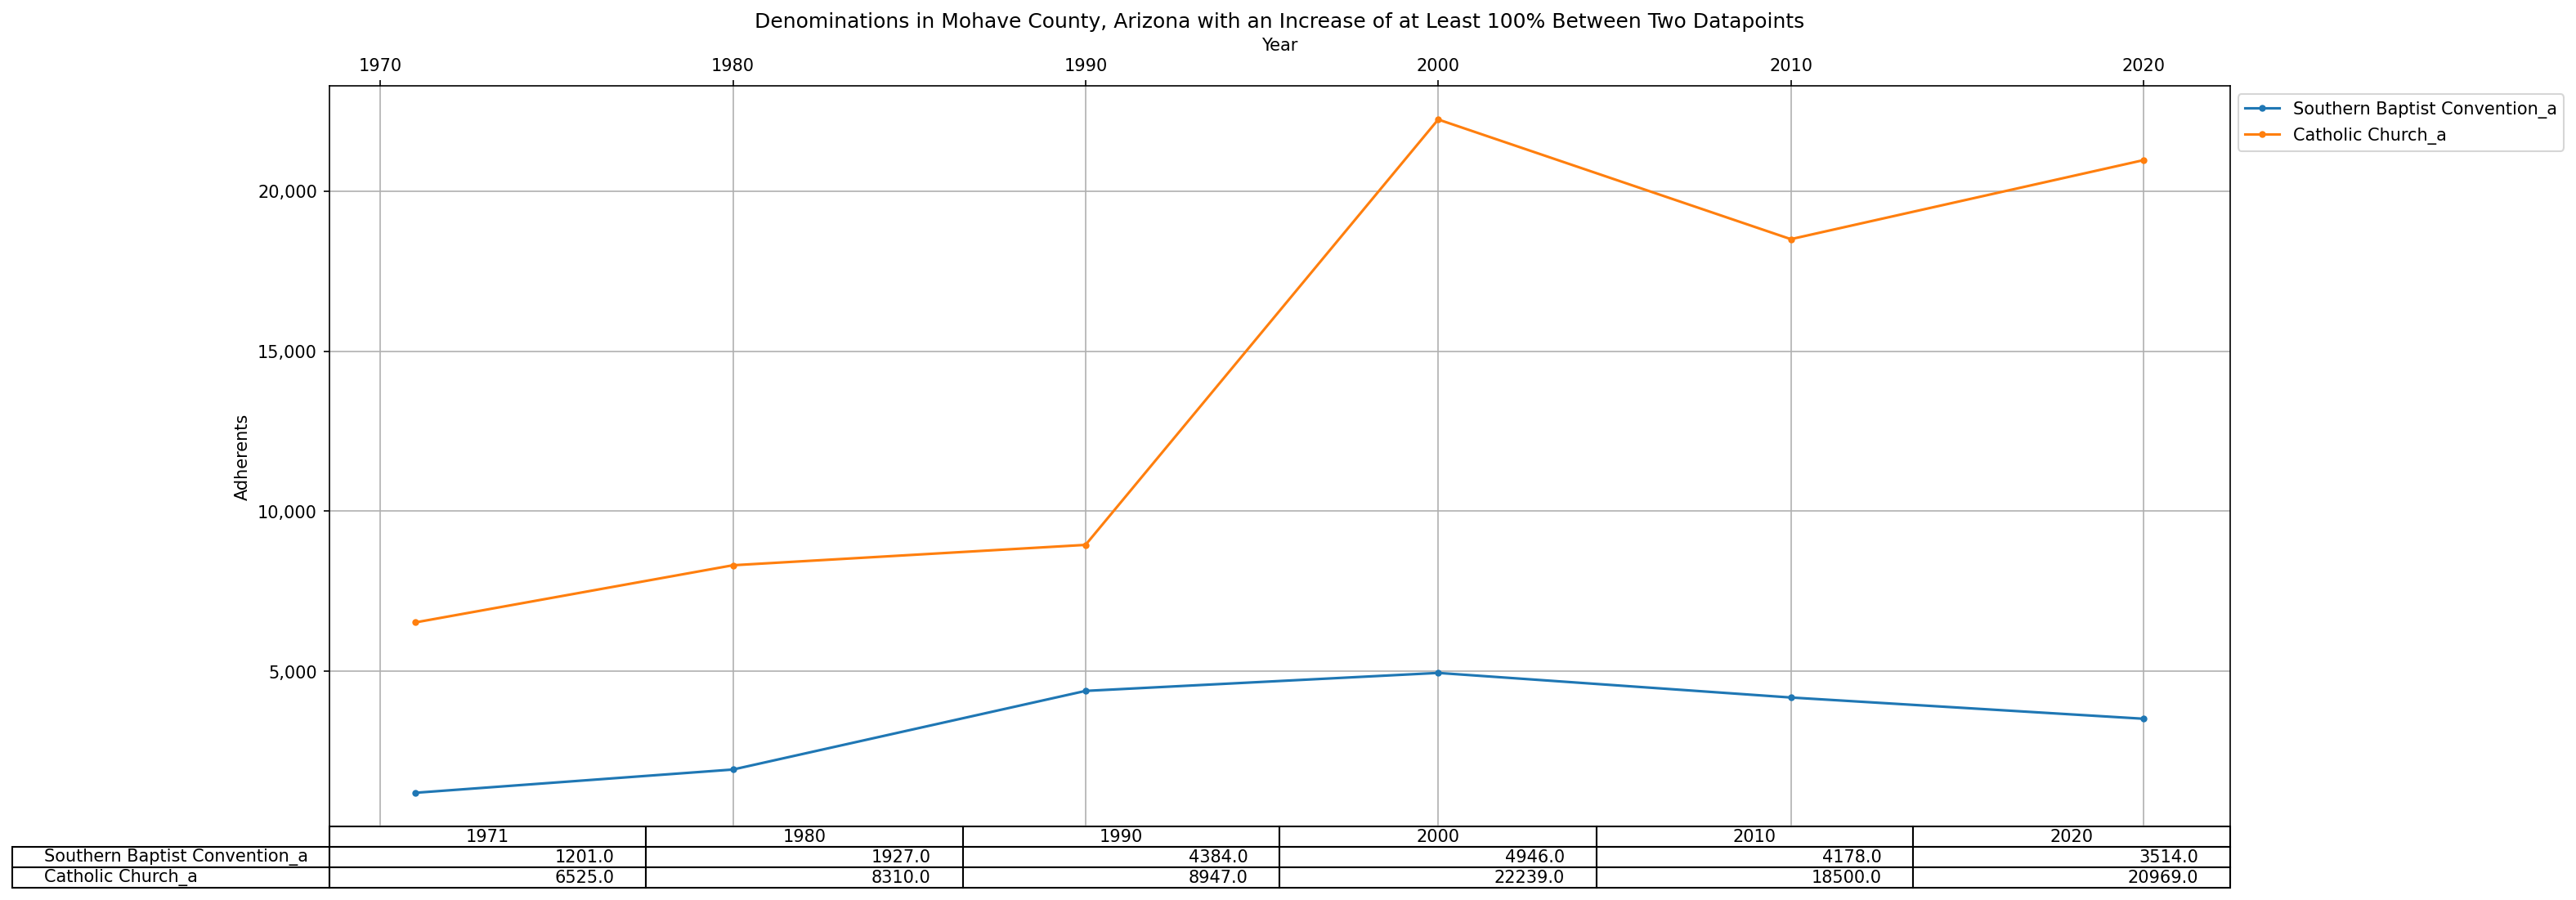 Denominations in Mohave County, Arizona with an Increase of at Least 100% Between Two Datapoints
Year
1970 1980 1990 2000 2010 2020
Southern Baptist Convention_a
Catholic Church_a
20,000
15,000
10,000
5,000
Adherents
1971 1980 1990 2000 2010 2020
Southern Baptist Convention_a 1201.0 1927.0 4384.0 4946.0 4178.0 3514.0
Catholic Church_a 6525.0 8310.0 8947.0 22239.0 18500.0 20969.0